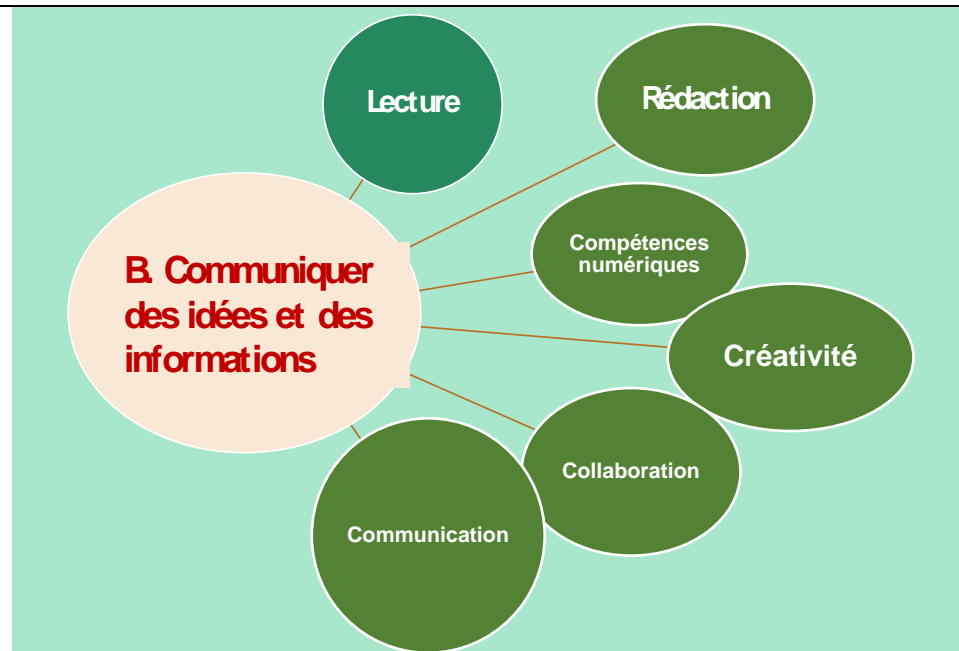 Lecture
Rédaction
Compétences
numériques
B. Communiquer
des idées et des
informations
Créativité
Collaboration
Communication